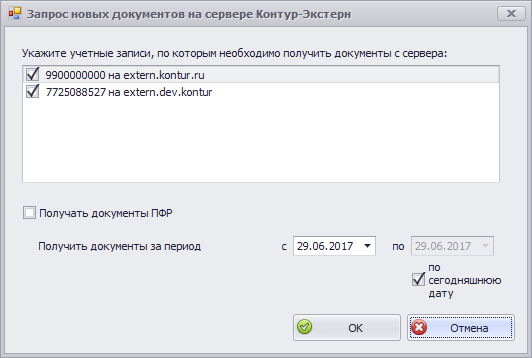 Запрос новых документов на сервере Контур-Экстерн
Укажите учетные записи, по которым необходимо получить документы с сервера:
9900000000 на extern.kontur.ru
7725088527 на extern.dev.kontur
Получать документы ПФР
Получить документы за период с 29.06.2017 по 29.06.2017
по
сегодняшнюю
дату
ОК Отмена